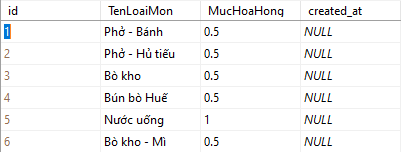 id TenLoaiMon MucHoaHong created_at
1 Phở - Bánh 0.5 NULL
2 Phở - Hủ tiếu 0.5 NULL
3 Bò kho 0.5 NULL
4 Bún bò Huế 0.5 NULL
5 Nước uống 1 NULL
6 Bò kho - Mì 0.5 NULL